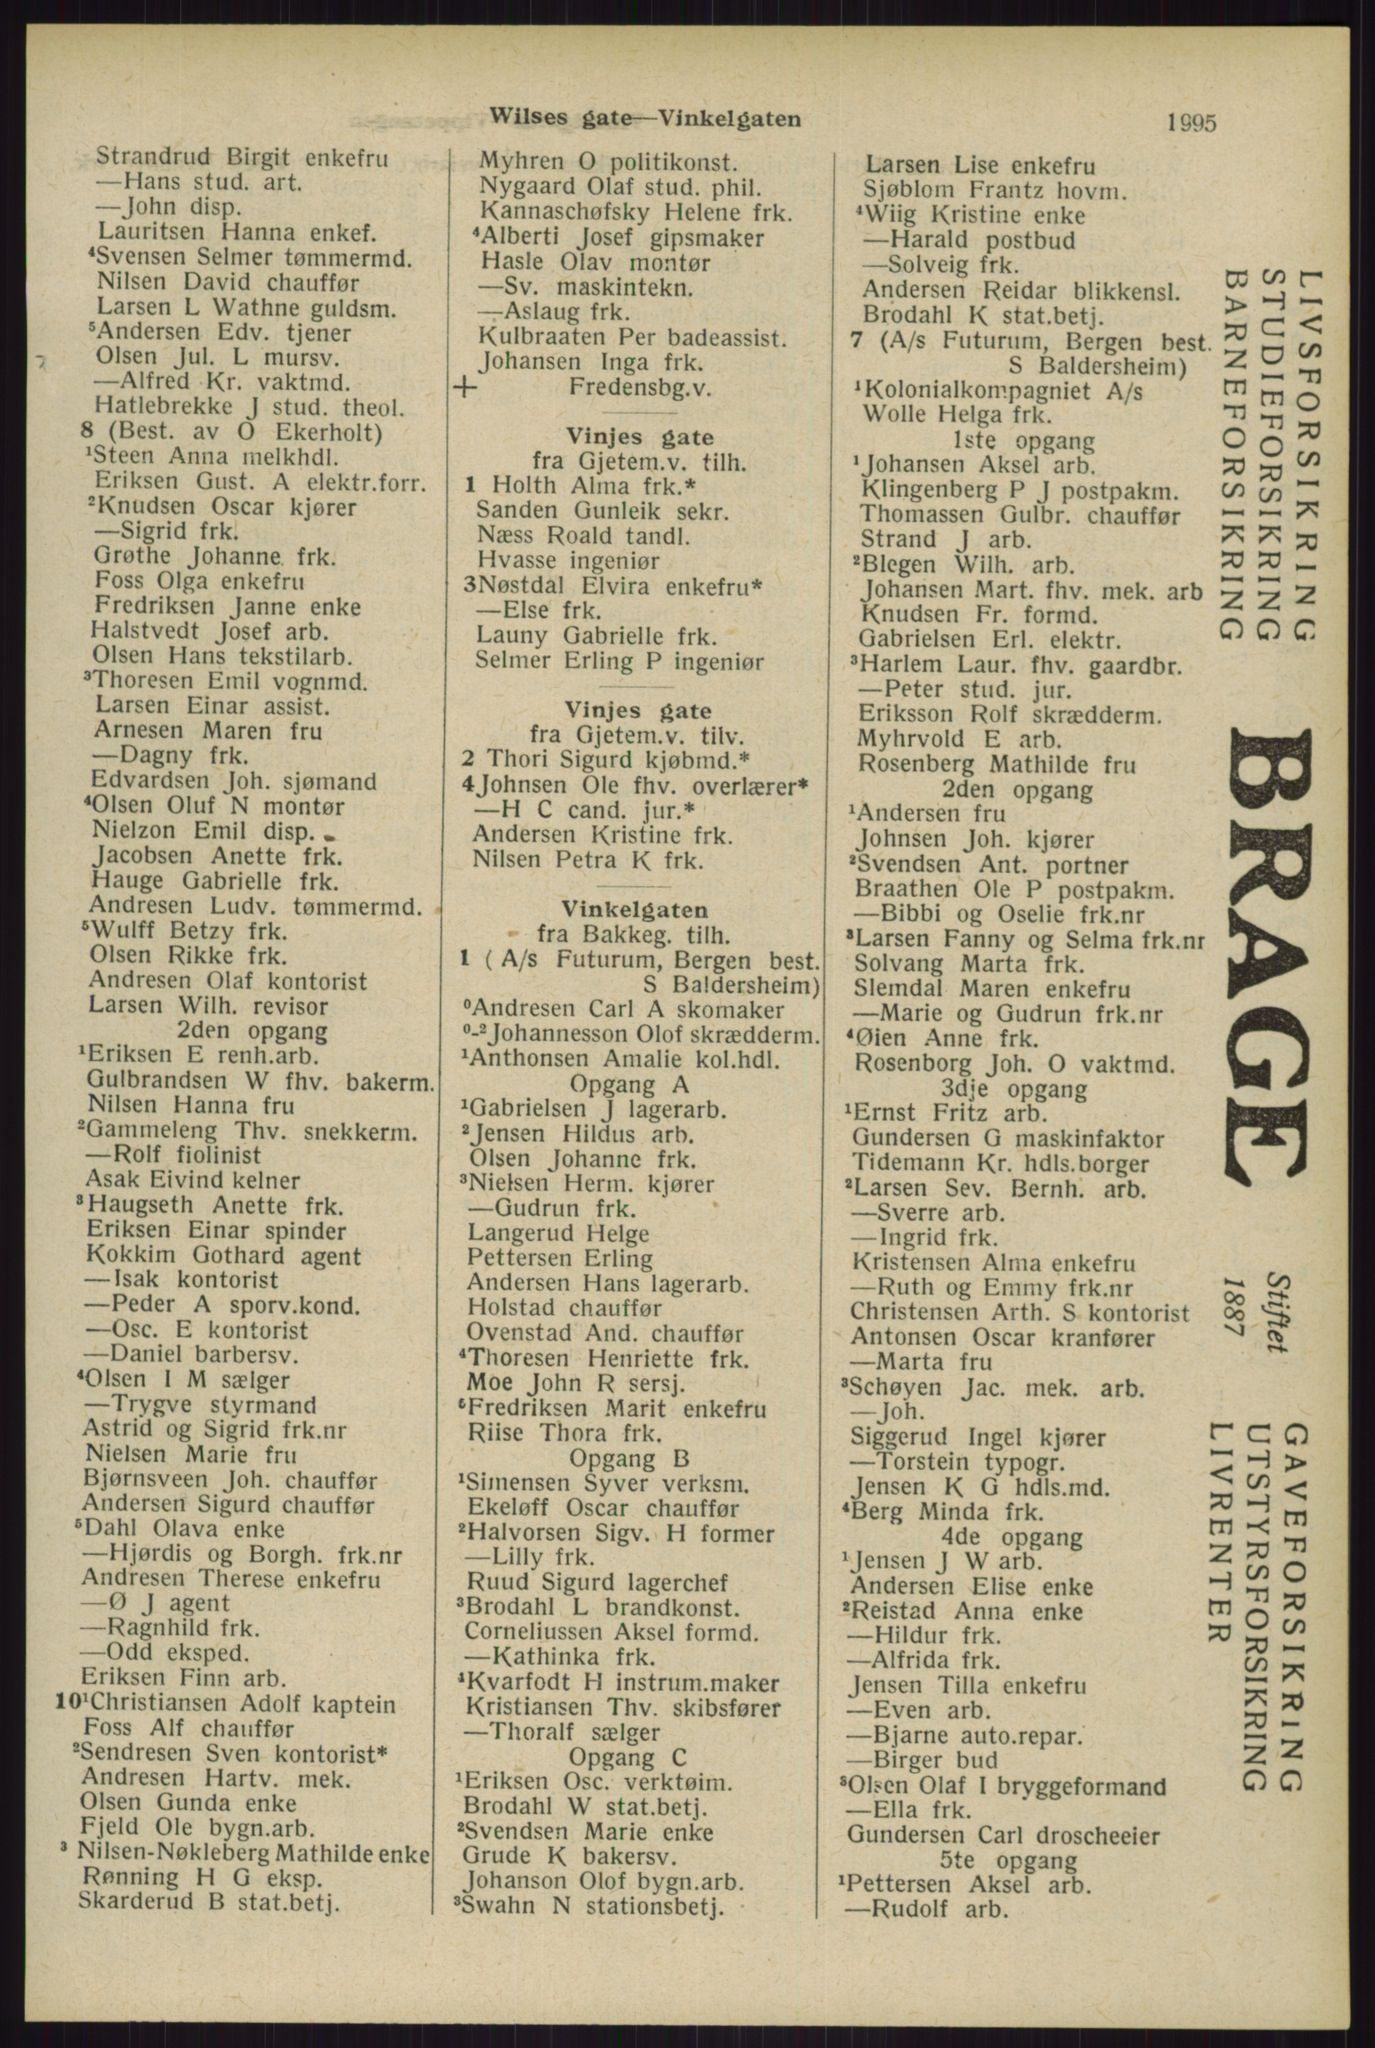 Wilses gate—Vinkelgaten
1995
Strandrud Birgit enkefru
—Hans stud. art.
—John disp.
Lauritsen Hanna enkef.
⁴Svensen Selmer tømmermd.
Nilsen David chauffør
Larsen L Wathne guldsm.
⁵Andersen Edv. tjener
Olsen Jul. L mursv.
—Alfred Kr. vaktmd.
Hatlebrekke J stud. theol.
8 (Best. av O Ekerholt)
¹Steen Anna melkhdl.
Eriksen Gust. A elektr.forr.
²Knudsen Oscar kjører
—Sigrid frk.
Grøthe Johanne frk.
Foss Olga enkefru
Fredriksen Janne enke
Halstvedt Josef arb.
Olsen Hans tekstilarb.
³Thoresen Emil vognmd.
Larsen Einar assist.
Arnesen Maren fru
—Dagny frk.
Edvardsen Joh. sjømand
⁴Olsen Oluf N montør
Nielzon Emil disp.
Jacobsen Anette frk.
Hauge Gabrielle frk.
Andresen Ludv. tømmermd.
⁵Wulff Betzy frk.
Olsen Rikke frk.
Andresen Olaf kontorist
Larsen Wilh. revisor
2den opgang
¹Eriksen E renh.arb.
Gulbrandsen W fhv. bakerm.
Nilsen Hanna fru
²Gammeleng Thv. snekkerm.
—Rolf fiolinist
Asak Eivind kelner
³Haugseth Anette frk.
Eriksen Einar spinder
Kokkim Gothard agent
—Isak kontorist
—Peder A sporv.kond.
—Osc. E kontorist
—Daniel barbersv.
⁴Olsen I M sælger
—Trygve styrmand
Astrid og Sigrid frk.nr
Nielsen Marie fru
Bjørnsveen Joh. chauffør
Andersen Sigurd chauffør
⁵Dahl Olava enke
—Hjørdis og Borgh. frk.nr
Andresen Therese enkefru
—Ø J agent
—Ragnhild frk.
—Odd eksped.
Eriksen Finn arb.
10¹Christiansen Adolf kaptein
Foss Alf chauffør
²Sendresen Sven kontorist*
Andresen Hartv. mek.
Olsen Gunda enke
Fjeld Ole bygn.arb.
³ Nilsen-Nøkleberg Mathilde enke
Rønning H G eksp.
Skarderud B stat.betj.
Myhren O politikonst.
Nygaard Olaf stud. phil.
Kannaschøfsky Helene frk.
⁴Alberti Josef gipsmaker
Hasle Olav montør
—Sv. maskintekn.
—Aslaug frk.
Kulbraaten Per badeassist.
Johansen Inga frk.
+ Fredensbg.v.
Vinjes gate
fra Gjetem.v. tilh.
1 Holth Alma frk.*
Sanden Gunleik sekr.
Næss Roald tandl.
Hvasse ingeniør
3Nøstdal Elvira enkefru*
—Else frk.
Launy Gabrielle frk.
Selmer Erling P ingeniør
Vinjes gate
fra Gjetem.v. tilv.
2 Thori Sigurd kjøbmd.*
4Johnsen Ole fhv. overlærer*
—H C cand. jur.*
Andersen Kristine frk.
Nilsen Petra K frk.
Vinkelgaten
fra Bakkeg. tilh.
1 ( A/s Futurum, Bergen best.
S Baldersheim)
⁰Andresen Carl A skomaker
⁰-²Johannesson Olof skrædderm.
¹Anthonsen Amalie kol.hdl.
Opgang A
¹Gabrielsen J lagerarb.
²Jensen Hildus arb.
Olsen Johanne frk.
³Nielsen Herm. kjører
—Gudrun frk.
Langerud Helge
Pettersen Erling
Andersen Hans lagerarb.
Holstad chauffør
Ovenstad And. chauffør
⁴Thoresen Henriette frk.
Moe John R sersj.
⁵Fredriksen Marit enkefru
Riise Thora frk.
Opgang B
¹Simensen Syver verksm.
Ekeløff Oscar chauffør
²Halvorsen Sigv. H former
—Lilly frk.
Ruud Sigurd lagerchef
³Brodahl L brandkonst.
Corneliussen Aksel formd.
—Kathinka frk.
⁴Kvarfodt H instrum.maker
Kristiansen Thv. skibsfører
—Thoralf sælger
Opgang C
¹Eriksen Osc. verktøim.
Brodahl W stat.betj.
²Svendsen Marie enke
Grude K bakersv.
Johanson Olof bygn.arb.
³Swahn N stationsbetj.
Larsen Lise enkefru
Sjøblom Frantz hovm.
⁴Wiig Kristine enke
—Harald postbud
—Solveig frk.
Andersen Reidar blikkensl.
Brodahl K stat.betj.
7 (A/s Futurum, Bergen best.
S Baldersheim)
¹Kolonialkompagniet A/s
Wolle Helga frk.
1ste opgang
¹Johansen Aksel arb.
Klingenberg P J postpakm.
Thomassen Gulbr. chauffør
Strand J arb.
²Blegen Wilh. arb.
Johansen Mart. fhv. mek. arb
Knudsen Fr. formd.
Gabrielsen Erl. elektr.
³Harlem Laur. fhv. gaardbr.
—Peter stud. jur.
Eriksson Rolf skrædderm.
Myhrvold E arb.
Rosenberg Mathilde fru
2den opgang
¹Andersen fru
Johnsen Joh. kjører
²Svendsen Ant. portner
Braathen Ole P postpakm.
—Bibbi og Oselie frk.nr
³Larsen Fanny og Selma frk.nr
Solvang Marta frk.
Slemdal Maren enkefru
—Marie og Gudrun frk.nr
⁴Øien Anne frk.
Rosenborg Joh. O vaktmd.
3dje opgang
¹Ernst Fritz arb.
Gundersen G maskinfaktor
Tidemann Kr. hdls.borger
²Larsen Sev. Bernh. arb.
—Sverre arb.
—Ingrid frk.
Kristensen Alma enkefru
—Ruth og Emmy frk.nr
Christensen Arth. S kontorist
Antonsen Oscar kranfører
—Marta fru
³Schøyen Jac. mek. arb.
—Joh.
Siggerud Ingel kjører
—Torstein typogr.
Jensen K G hdls.md.
⁴Berg Minda frk.
4de opgang
¹Jensen J W arb.
Andersen Elise enke
²Reistad Anna enke
—Hildur frk.
—Alfrida frk.
Jensen Tilla enkefru
—Even arb.
—Bjarne auto.repar.
—Birger bud
³Olsen Olaf I bryggeformand
—Ella frk.
Gundersen Carl droscheeier
5te opgang
¹Pettersen Aksel arb.
—Rudolf arb.
LIVSFORSIKRING
STUDIEFORSIKRING
BARNEFORSIKRING
BRAGE
Stiftet
1887
GAVEFORSIKRING
UTSTYRSFORSIKRING
LIVRENTER